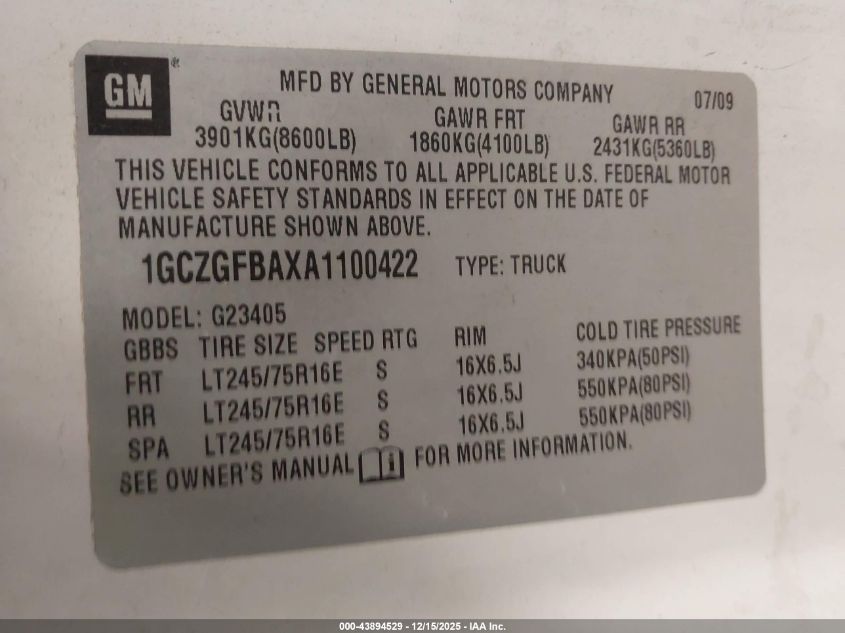 GM
MFD BY GENERAL MOTORS COMPANY 07/09
GVWR GAWR FRT GAWR RR
3901KG(8600LB) 1860KG(4100LB) 2431KG(5360LB)
THIS VEHICLE CONFORMS TO ALL APPLICABLE U.S. FEDERAL MOTOR
VEHICLE SAFETY STANDARDS IN EFFECT ON THE DATE OF
MANUFACTURE SHOWN ABOVE.
1GCZGFBAXA1100422 TYPE: TRUCK
MODEL: G23405
GBBS TIRE SIZE SPEED RTG RIM COLD TIRE PRESSURE
FRT LT245/75R16E S 16X6.5J 340KPA(50PSI)
RR LT245/75R16E S 16X6.5J 550KPA(80PSI)
SPA LT245/75R16E S 16X6.5J 550KPA(80PSI)
SEE OWNER'S MANUAL i FOR MORE INFORMATION.
000-43894529 - 12/15/2025 - IAA Inc.